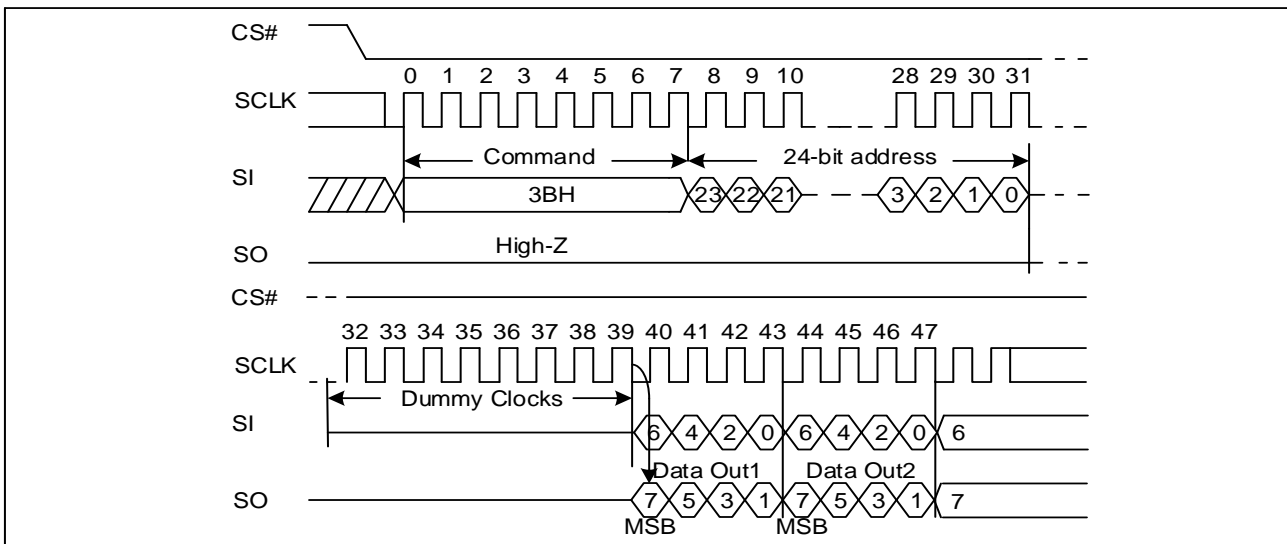 CS#
0 1 2 3 4 5 6 7 8 9 10 28 29 30 31
SCLK
Command 24-bit address
SI
3BH 23 22 21 3 2 1 0
High-Z
SO
CS#
32 33 34 35 36 37 38 39 40 41 42 43 44 45 46 47
SCLK
Dummy Clocks
SI
6 4 2 0 6 4 2 0 6
Data Out1 Data Out2
SO
7 5 3 1 7 5 3 1 7
MSB MSB